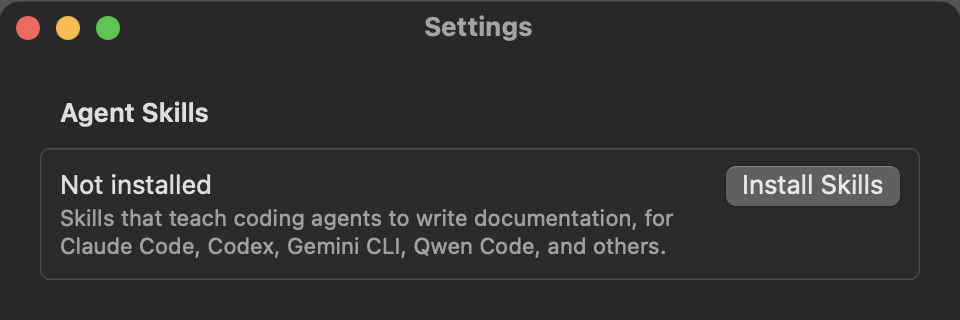 Settings
Agent Skills
Not installed
Install Skills
Skills that teach coding agents to write documentation, for
Claude Code, Codex, Gemini CLI, Qwen Code, and others.